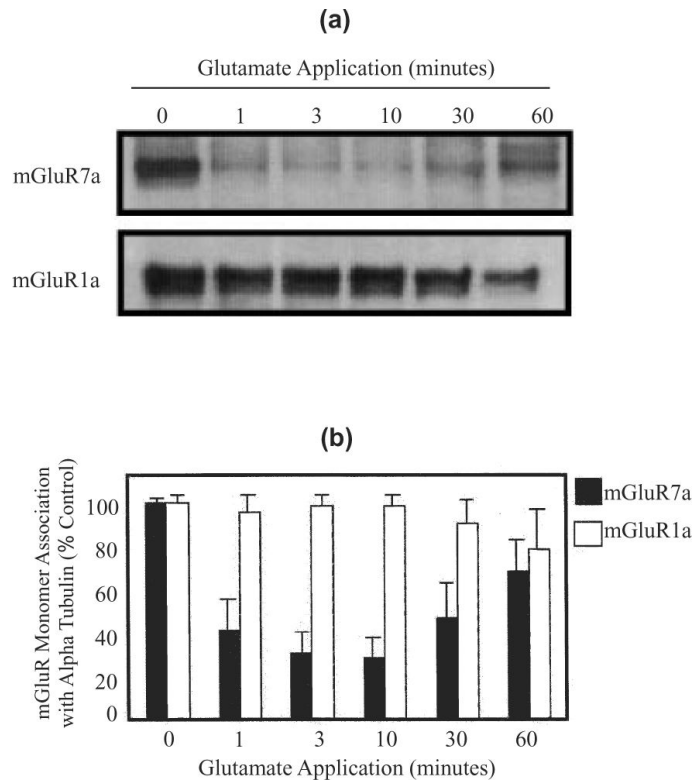 (a)
Glutamate Application (minutes)
0 1 3 10 30 60
mGluR7a
mGluR1a
(b)
mGluR Monomer Association
with Alpha Tubulin (% Control)
100
80
60
40
20
0
0 1 3 10 30 60
Glutamate Application (minutes)
mGluR7a
mGluR1a